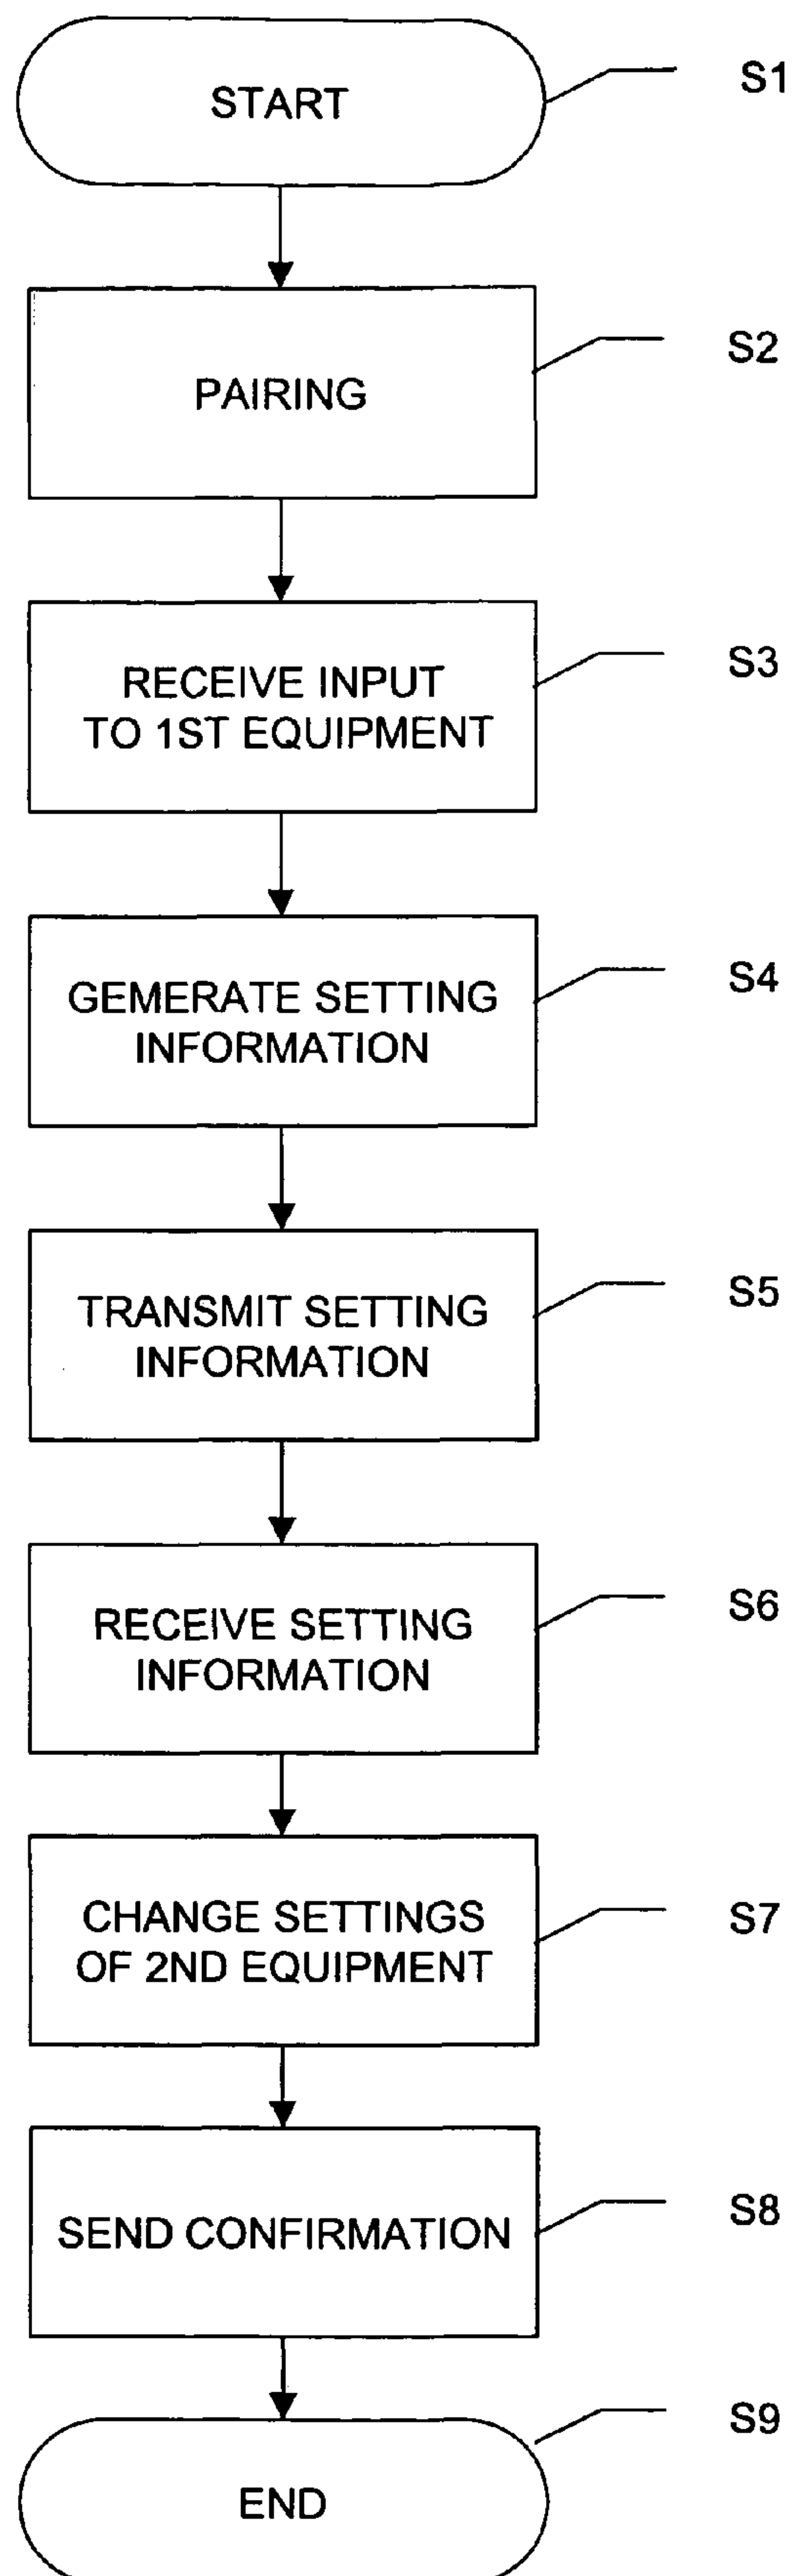 START
S1
PAIRING
S2
RECEIVE INPUT
TO 1ST EQUIPMENT
S3
GEMERATE SETTING
INFORMATION
S4
TRANSMIT SETTING
INFORMATION
S5
RECEIVE SETTING
INFORMATION
S6
CHANGE SETTINGS
OF 2ND EQUIPMENT
S7
SEND CONFIRMATION
S8
END
S9